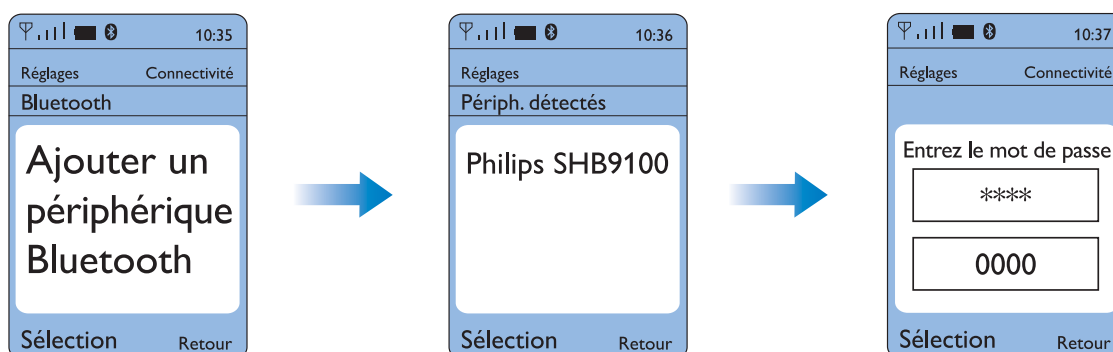 10:35
Réglages Connectivité
Bluetooth
Ajouter un
périphérique
Bluetooth
Sélection Retour
10:36
Réglages
Périph. détectés
Philips SHB9100
Sélection Retour
10:37
Réglages Connectivité
Entrez le mot de passe
****
0000
Sélection Retour